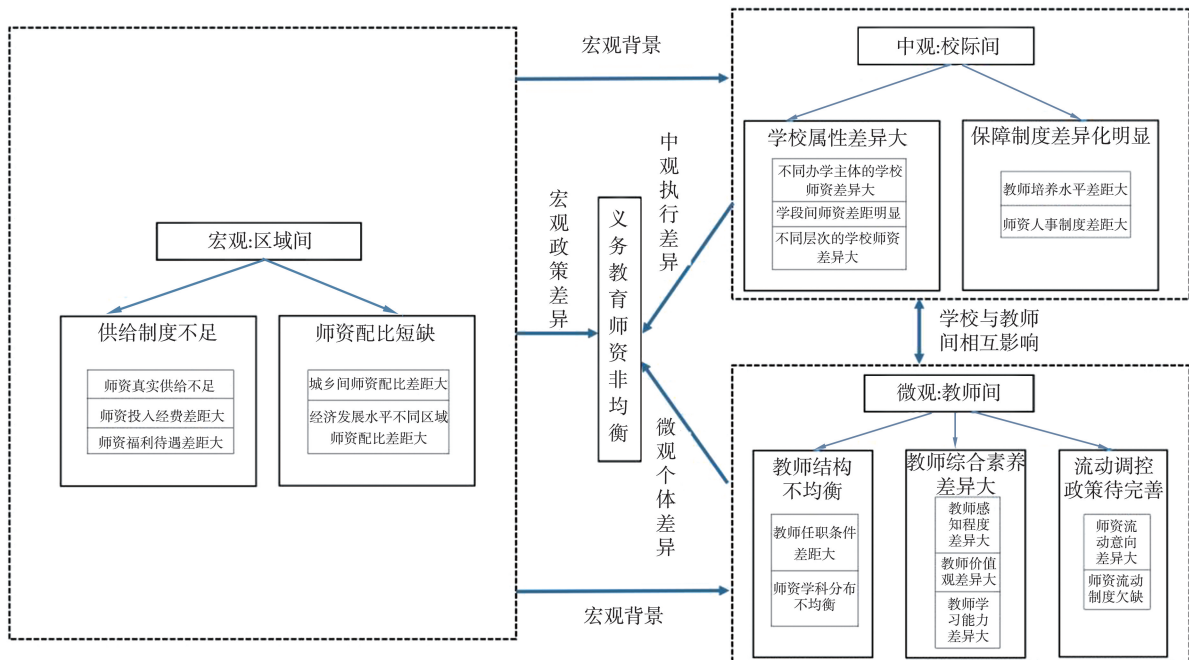 宏观:区域间
供给制度不足
师资真实供给不足
师资投入经费差距大
师资福利待遇差距大
师资配比短缺
城乡间师资配比差距大
经济发展水平不同区域
师资配比差距大
宏观背景
宏观政策差异
中观执行差异
义务教育师资非均衡
微观个体差异
宏观背景
中观:校际间
学校属性差异大
不同办学主体的学校
师资差异大
学段间师资差距明显
不同层次的学校师资
差异大
保障制度差异化明显
教师培养水平差距大
师资人事制度差距大
学校与教师
间相互影响
微观:教师间
教师结构
不均衡
教师任职条件
差距大
师资学科分布
不均衡
教师综合素养
差异大
教师感
知程度
差异大
教师价值
观差异大
教师学
习能力
差异大
流动调控
政策待完善
师资流
动意向
差异大
师资流动
制度欠缺